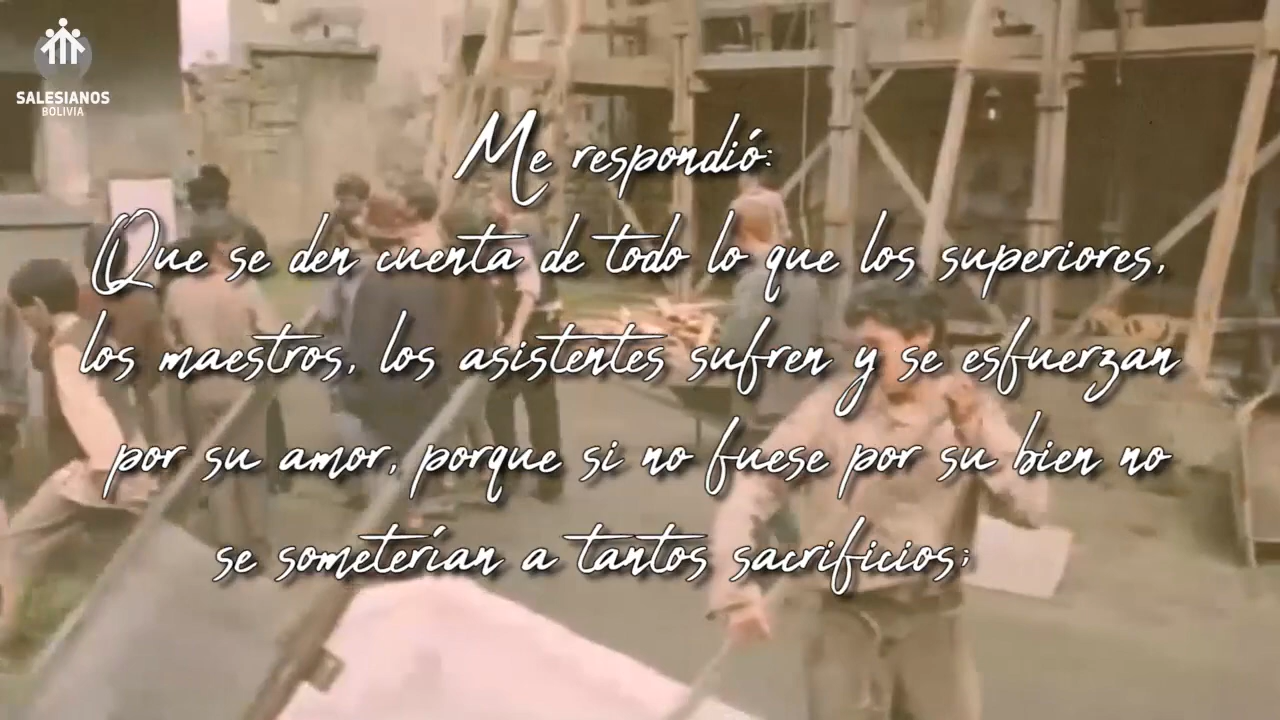 SALESIANOS
BOLIVIA
Me respondió:
Que se den cuenta de todo lo que los superiores,
los maestros, los asistentes sufren y se esfuerzan
por su amor, porque si no fuese por su bien no
se someterían a tantos sacrificios;